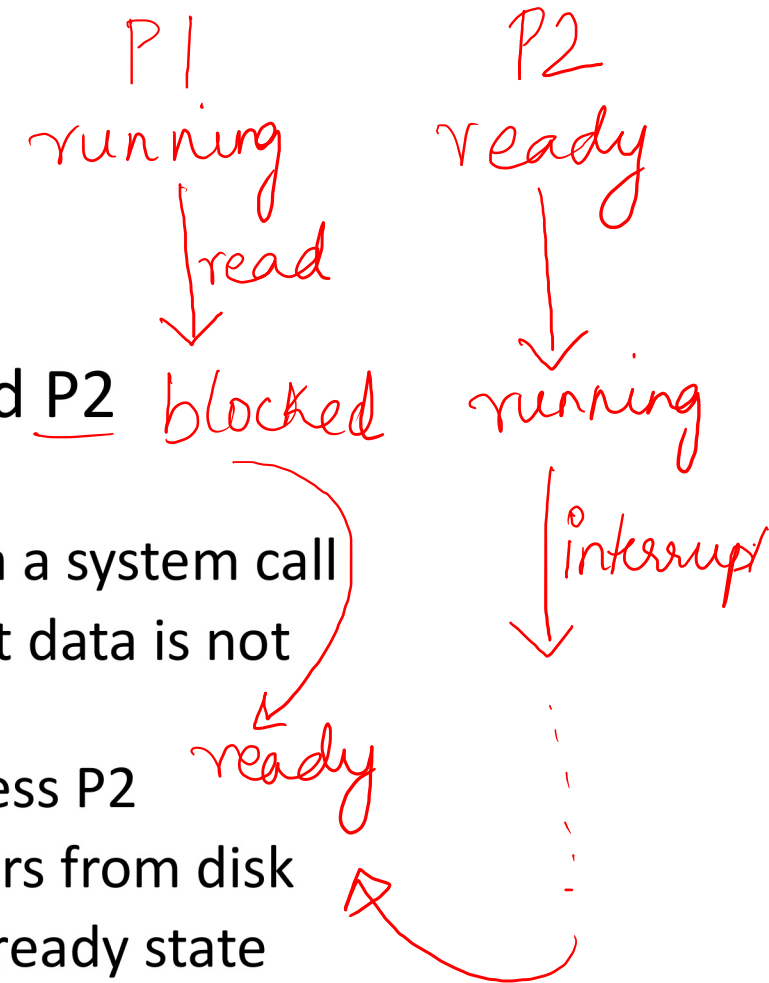 P1 P2
running ready
read
d P2 blocked running
n a system call interrupt
t data is not
ready
ess P2
rs from disk
ready state